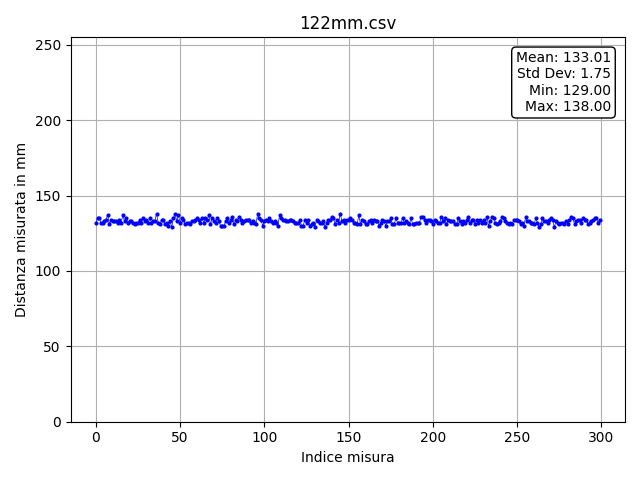 122mm.csv
Mean: 133.01
Std Dev: 1.75
Min: 129.00
Max: 138.00
Distanza misurata in mm
250
200
150
100
50
0
0 50 100 150 200 250 300
Indice misura